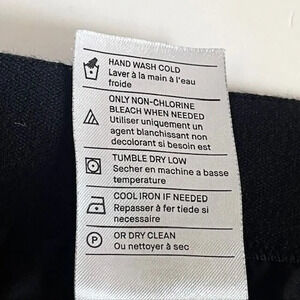 HAND WASH COLD
Laver à la main à l'eau
froide
ONLY NON-CHLORINE
BLEACH WHEN NEEDED
Utiliser uniquement un
agent blanchissant non
decolorant si besoin est
TUMBLE DRY LOW
Secher en machine a basse
temperature
COOL IRON IF NEEDED
Repasser à fer tiede si
necessaire
P
OR DRY CLEAN
Ou nettoyer à sec